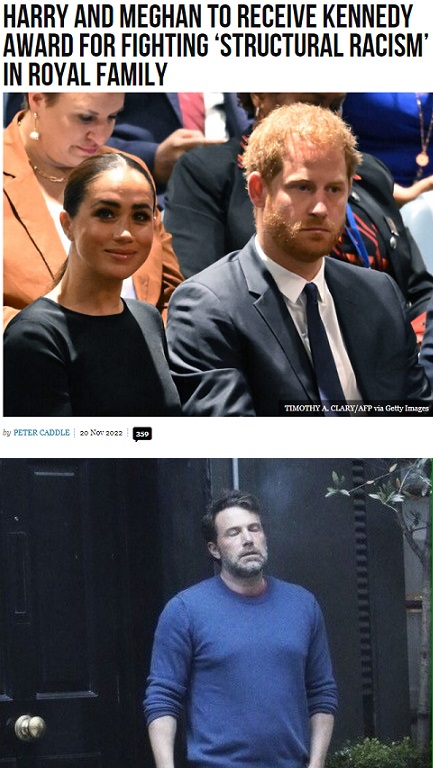 HARRY AND MEGHAN TO RECEIVE KENNEDY
AWARD FOR FIGHTING ‘STRUCTURAL RACISM’
IN ROYAL FAMILY
TIMOTHY A. CLARY/AFP via Getty Images
by PETER CADDLE | 20 Nov 2022 | 359